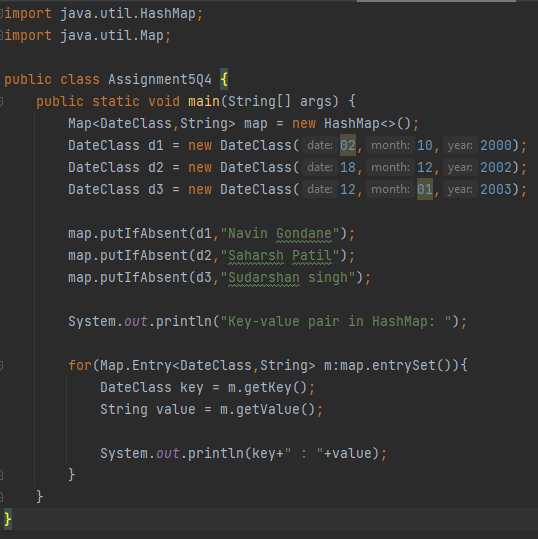 import java.util.HashMap;
import java.util.Map;
public class Assignment5Q4 {
public static void main(String[] args) {
Map<DateClass,String> map = new HashMap<>();
DateClass d1 = new DateClass( date: 02, month: 10, year: 2000);
DateClass d2 = new DateClass( date: 18, month: 12, year: 2002);
DateClass d3 = new DateClass( date: 12, month: 01, year: 2003);
map.putIfAbsent(d1,"Navin Gondane");
map.putIfAbsent(d2,"Saharsh Patil");
map.putIfAbsent(d3,"Sudarshan singh");
System.out.println("Key-value pair in HashMap: ");
for(Map.Entry<DateClass,String> m:map.entrySet()){
DateClass key = m.getKey();
String value = m.getValue();
System.out.println(key+" : "+value);
}
}
}